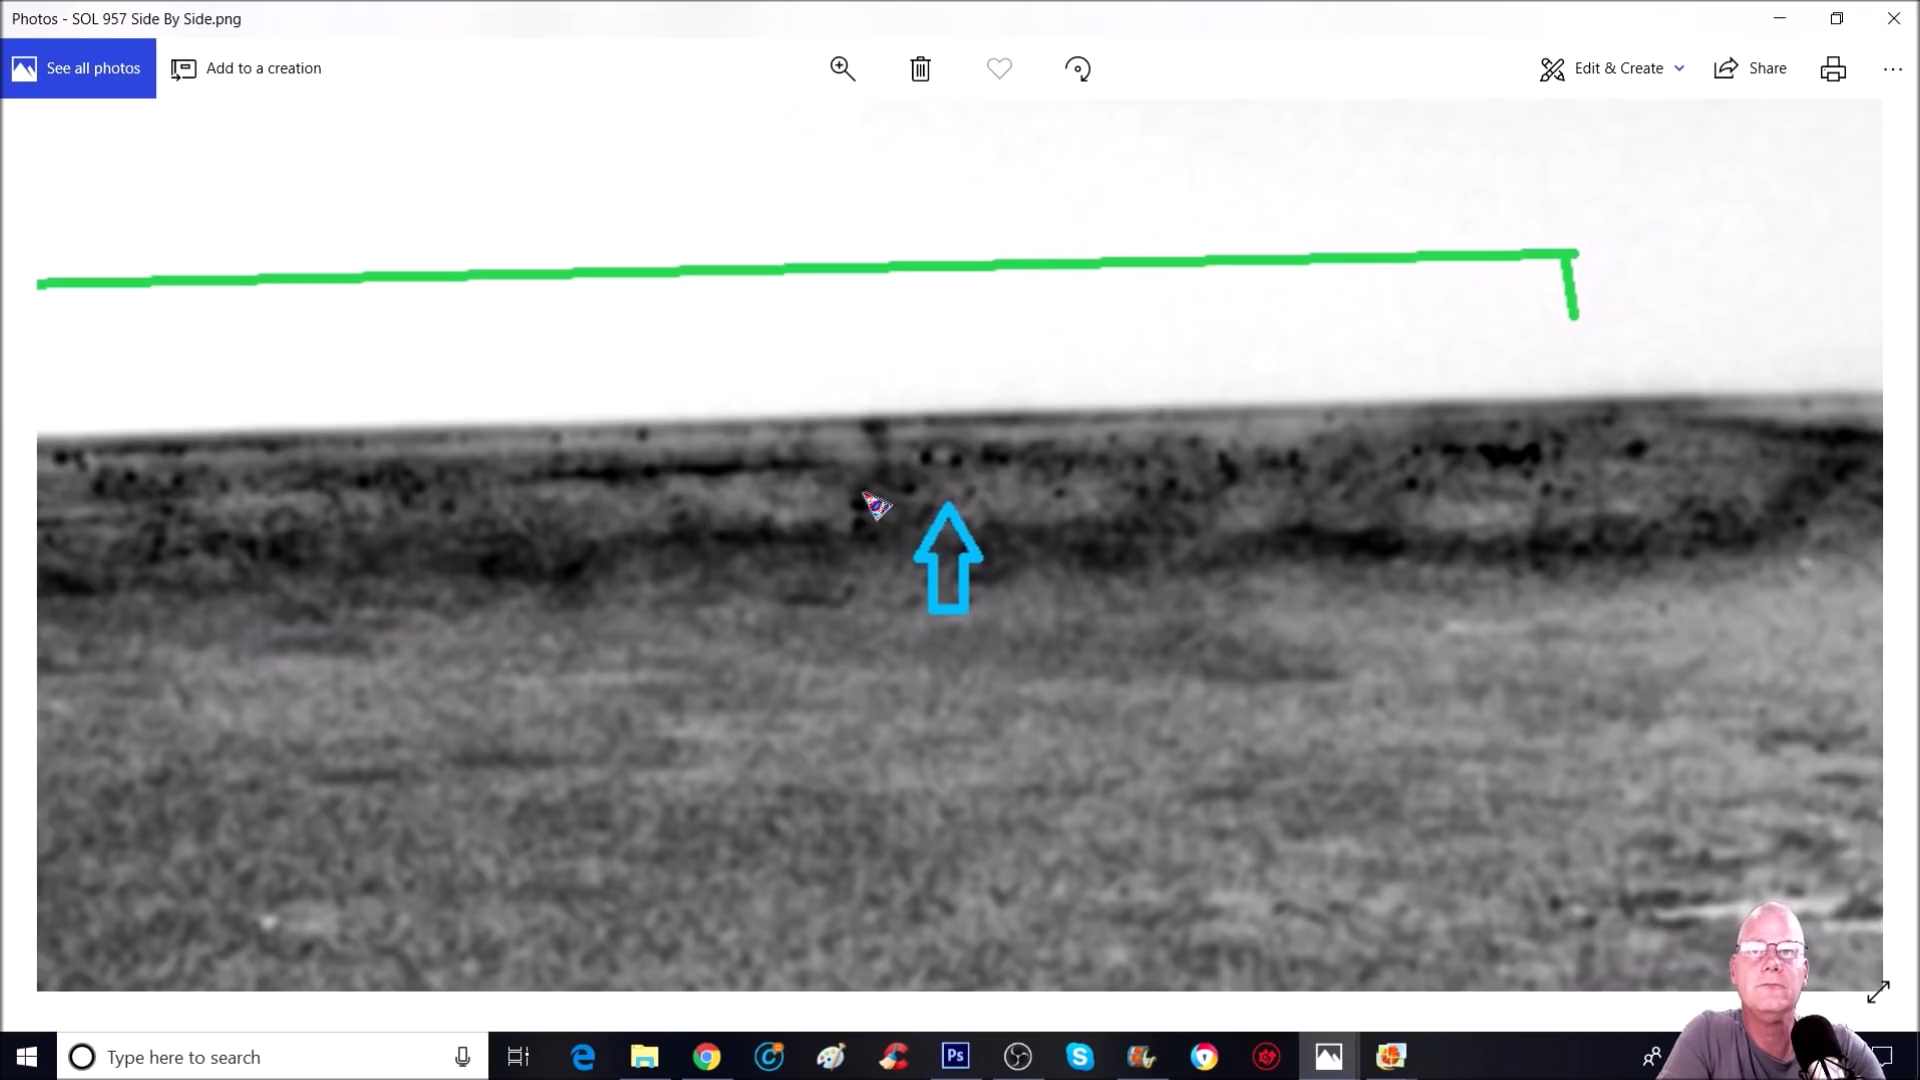 Photos - SOL 957 Side By Side.png
See all photos
Add to a creation
Edit & Create
Share
Type here to search
Ps